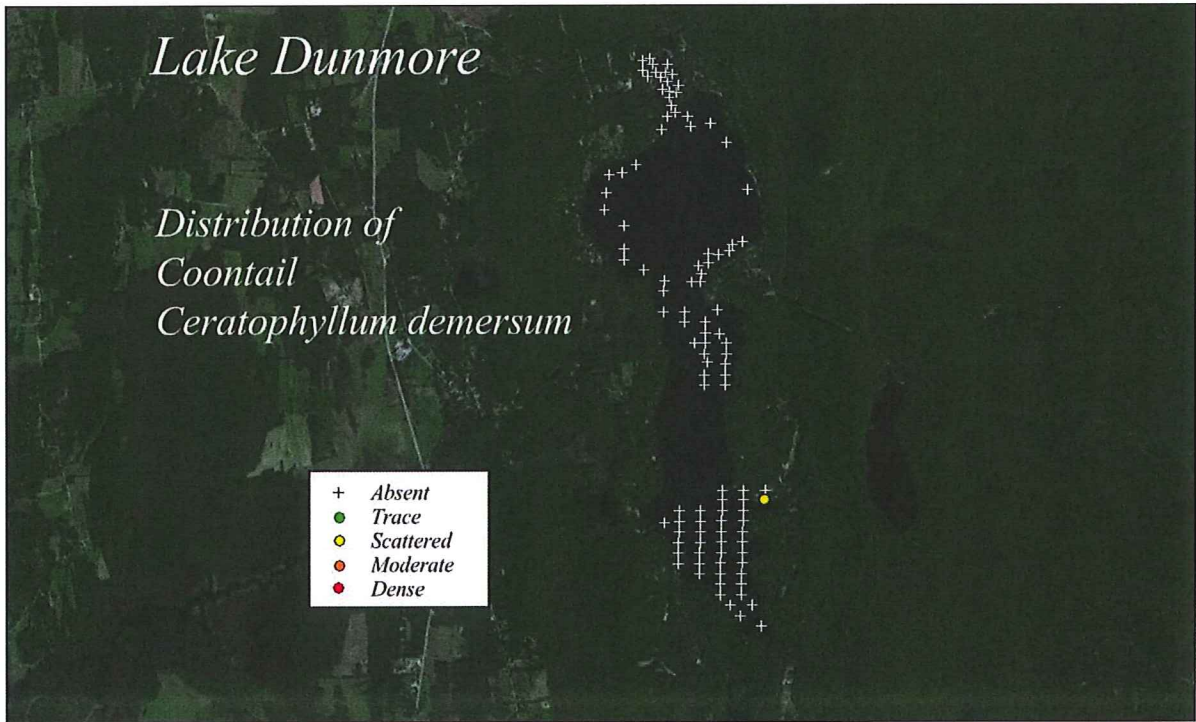 Lake Dunmore
Distribution of
Coontail
Ceratophyllum demersum
Absent
Trace
Scattered
Moderate
Dense